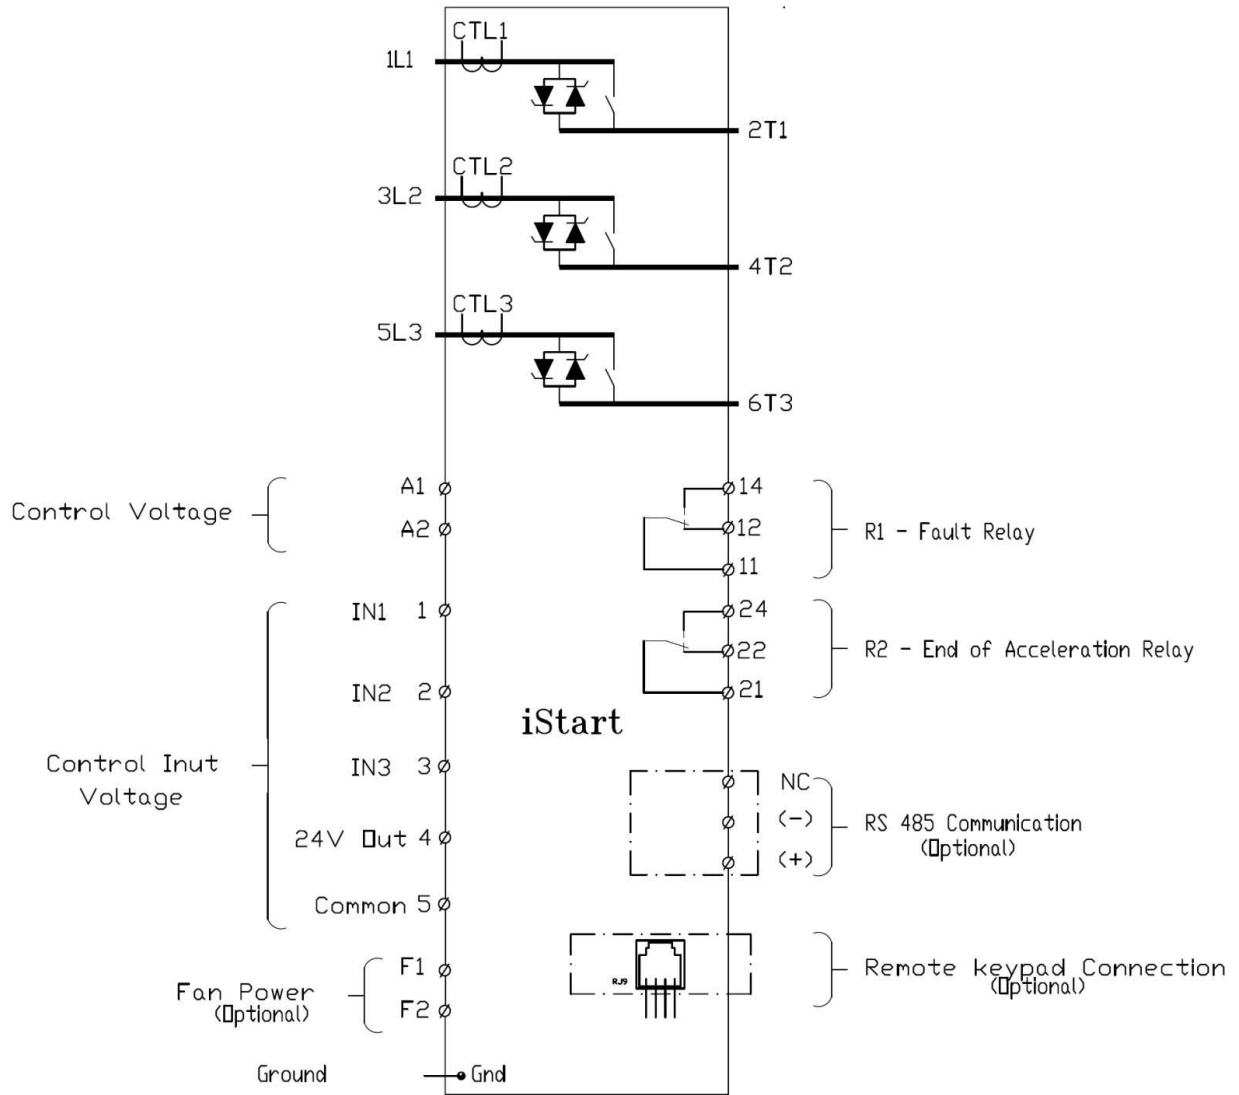 CTL1
1L1
2T1
CTL2
3L2
4T2
CTL3
5L3
6T3
A1
Control Voltage
A2
14
12
R1 - Fault Relay
11
IN1 1
IN2 2
IN3 3
Control Inut
Voltage
24V Out 4
Common 5
24
22
R2 - End of Acceleration Relay
21
iStart
NC
(-)
RS 485 Communication
(Optional)
(+)
F1
Fan Power
(Optional)
F2
RJ9
Remote keypad Connection
(Optional)
Ground
Gnd